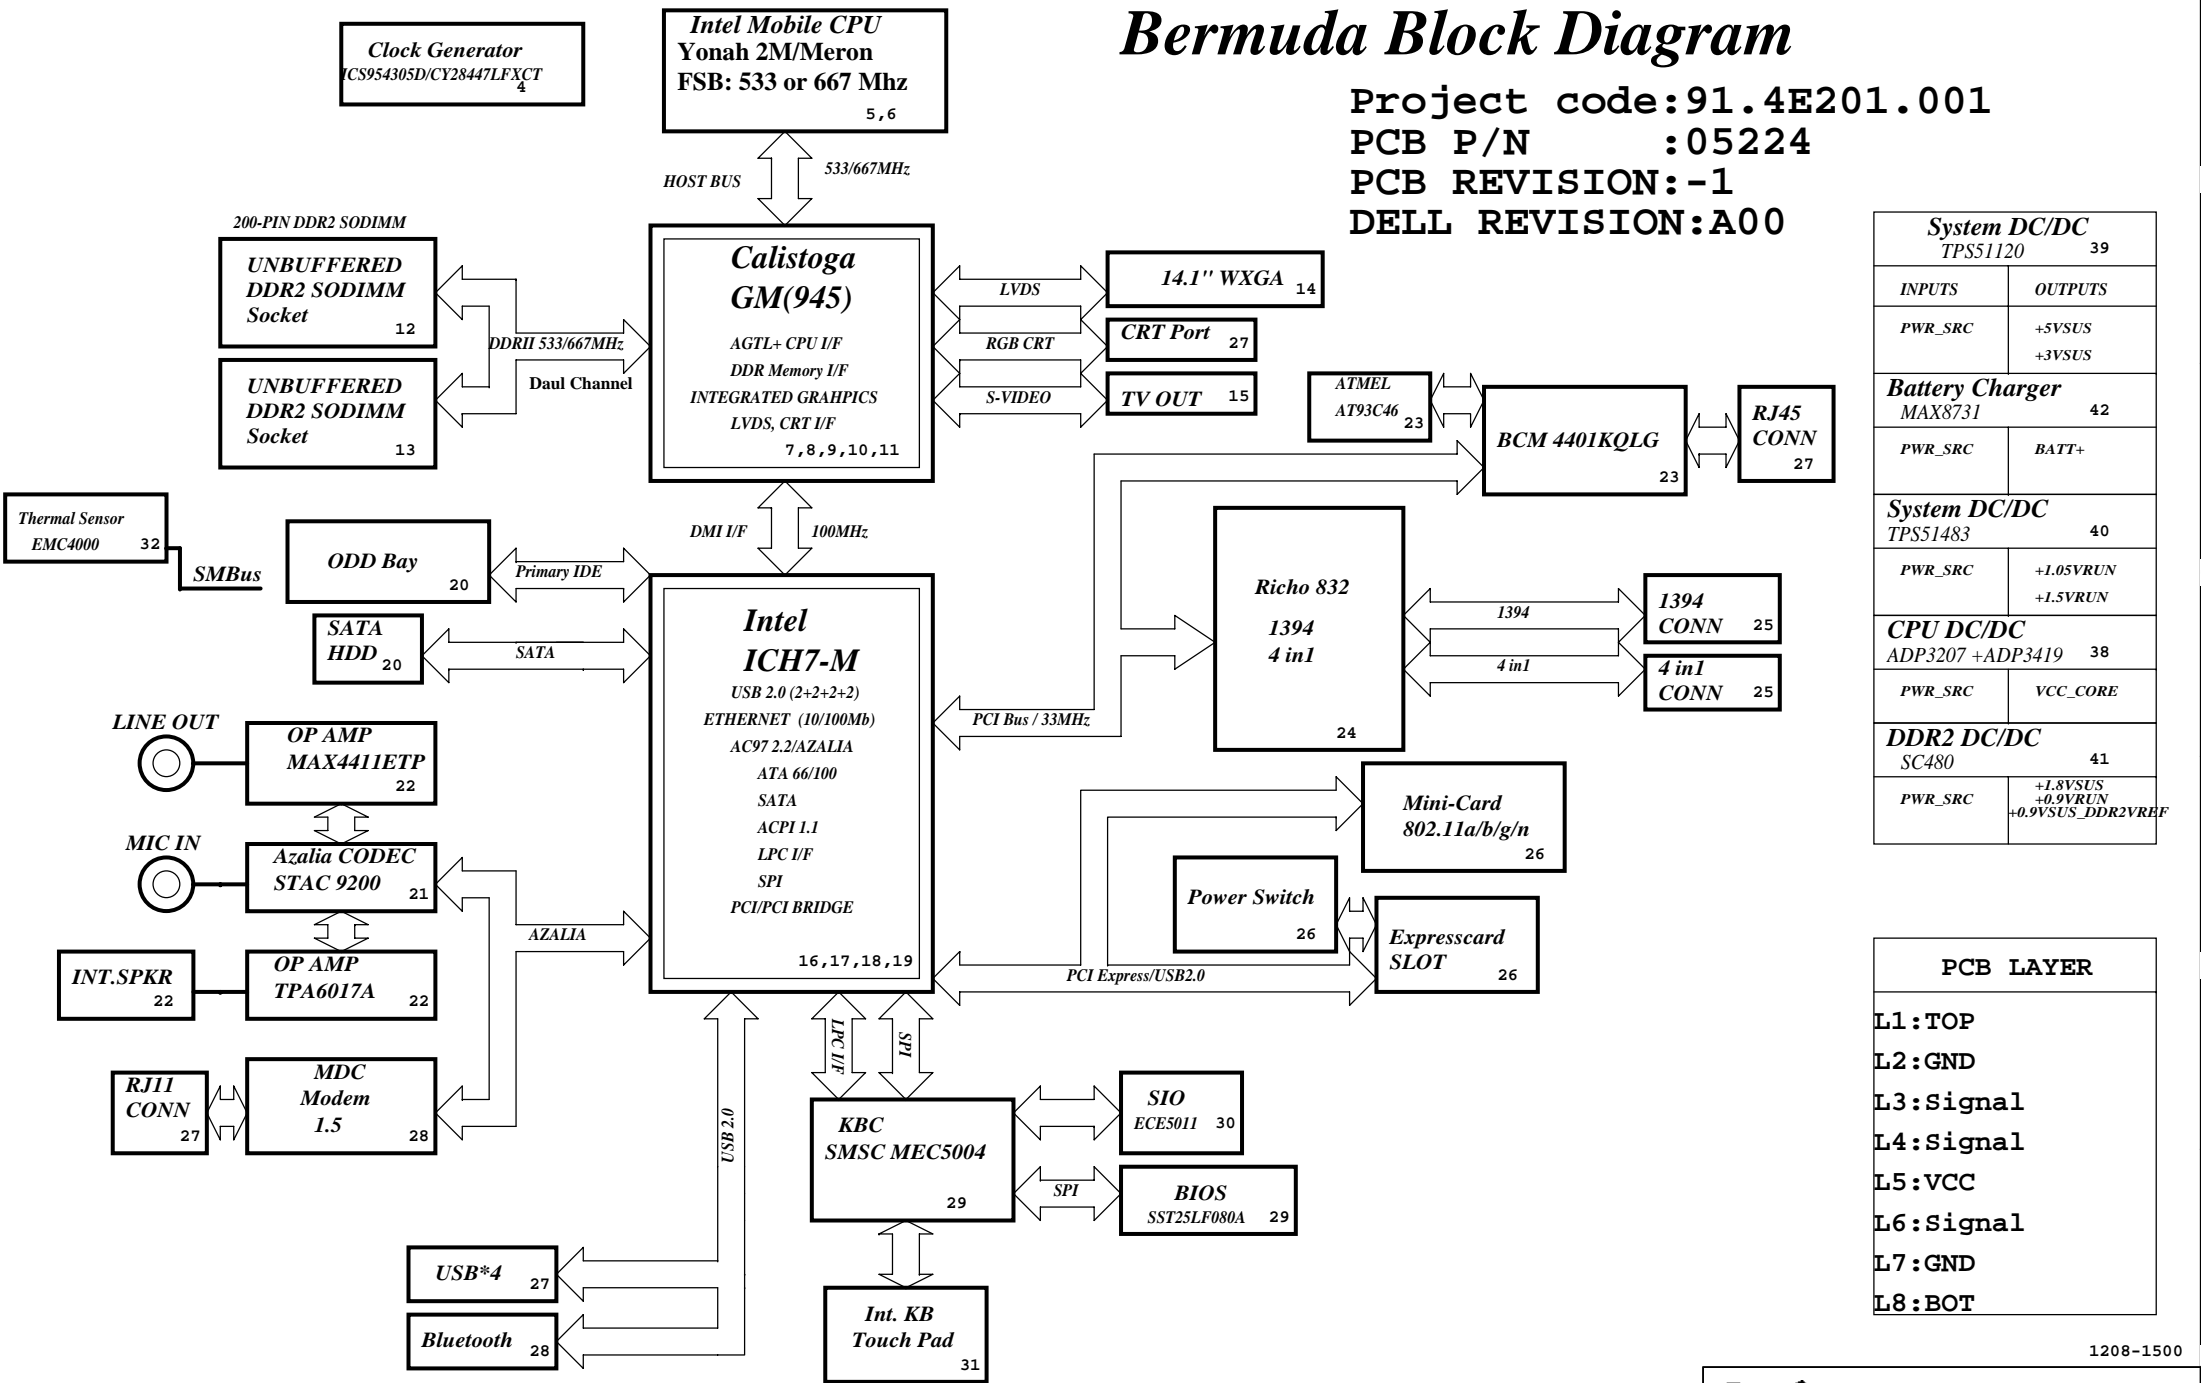 Bermuda Block Diagram
Project code:91.4E201.001
PCB P/N :05224
PCB REVISION:-1
DELL REVISION:A00
Clock Generator
ICS954305D/CY28447LFXCT
4
Intel Mobile CPU
Yonah 2M/Meron
FSB: 533 or 667 Mhz
5,6
HOST BUS
533/667MHz
200-PIN DDR2 SODIMM
UNBUFFERED
DDR2 SODIMM
Socket
12
UNBUFFERED
DDR2 SODIMM
Socket
13
DDRII 533/667MHz
Daul Channel
Calistoga
GM(945)
AGTL+ CPU I/F
DDR Memory I/F
INTEGRATED GRAHPICS
LVDS, CRT I/F
7,8,9,10,11
LVDS
RGB CRT
S-VIDEO
14.1" WXGA 14
CRT Port 27
TV OUT 15
ATMEL
AT93C46
23
BCM 4401KQLG
23
RJ45
CONN
27
Thermal Sensor
EMC4000 32
SMBus
ODD Bay
20
Primary IDE
SATA
HDD 20
SATA
DMI I/F
100MHz
Intel
ICH7-M
USB 2.0 (2+2+2+2)
ETHERNET (10/100Mb)
AC97 2.2/AZALIA
ATA 66/100
SATA
ACPI 1.1
LPC I/F
SPI
PCI/PCI BRIDGE
16,17,18,19
PCI Bus / 33MHz
Richo 832
1394
4 in1
24
1394
4 in1
1394
CONN 25
4 in1
CONN 25
LINE OUT
OP AMP
MAX4411ETP
22
MIC IN
Azalia CODEC
STAC 9200 21
INT.SPKR
22
OP AMP
TPA6017A 22
AZALIA
RJ11
CONN
27
MDC
Modem
1.5 28
Mini-Card
802.11a/b/g/n
26
Power Switch
26
Expresscard
SLOT 26
PCI Express/USB2.0
USB 2.0
LPC I/F
SPI
KBC
SMSC MEC5004
29
SIO
ECE5011 30
SPI
BIOS
SST25LF080A 29
USB*4 27
Bluetooth 28
Int. KB
Touch Pad
31
System DC/DC
TPS51120 39
INPUTS OUTPUTS
PWR_SRC +5VSUS
+3VSUS
Battery Charger
MAX8731 42
PWR_SRC BATT+
System DC/DC
TPS51483 40
PWR_SRC +1.05VRUN
+1.5VRUN
CPU DC/DC
ADP3207 +ADP3419 38
PWR_SRC VCC_CORE
DDR2 DC/DC
SC480 41
PWR_SRC +1.8VSUS
+0.9VRUN
+0.9VSUS_DDR2VREF
PCB LAYER
L1:TOP
L2:GND
L3:Signal
L4:Signal
L5:VCC
L6:Signal
L7:GND
L8:BOT
1208-1500